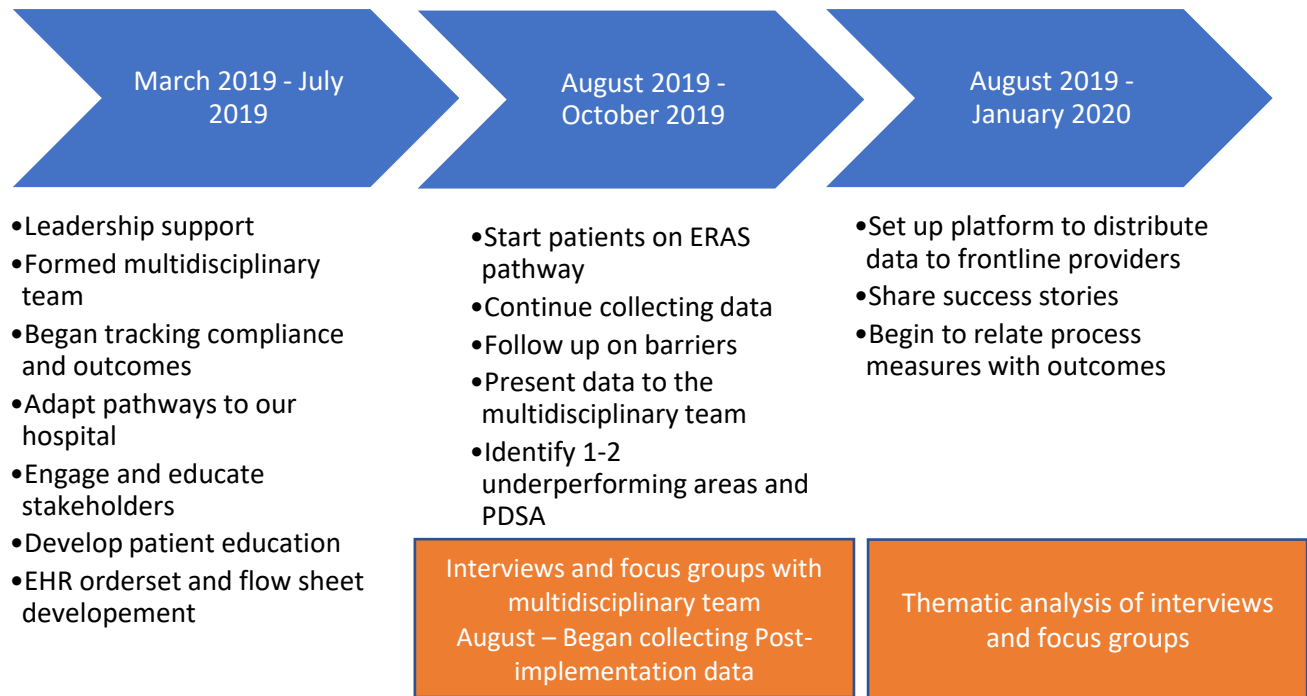 March 2019 - July
2019
August 2019 -
October 2019
August 2019 -
January 2020
•Leadership support
•Formed multidisciplinary
team
•Began tracking compliance
and outcomes
•Adapt pathways to our
hospital
•Engage and educate
stakeholders
•Develop patient education
•EHR orderset and flow sheet
developement
•Start patients on ERAS
pathway
•Continue collecting data
•Follow up on barriers
•Present data to the
multidisciplinary team
•Identify 1-2
underperforming areas and
PDSA
Interviews and focus groups with
multidisciplinary team
August – Began collecting Post-
implementation data
•Set up platform to distribute
data to frontline providers
•Share success stories
•Begin to relate process
measures with outcomes
Thematic analysis of interviews
and focus groups